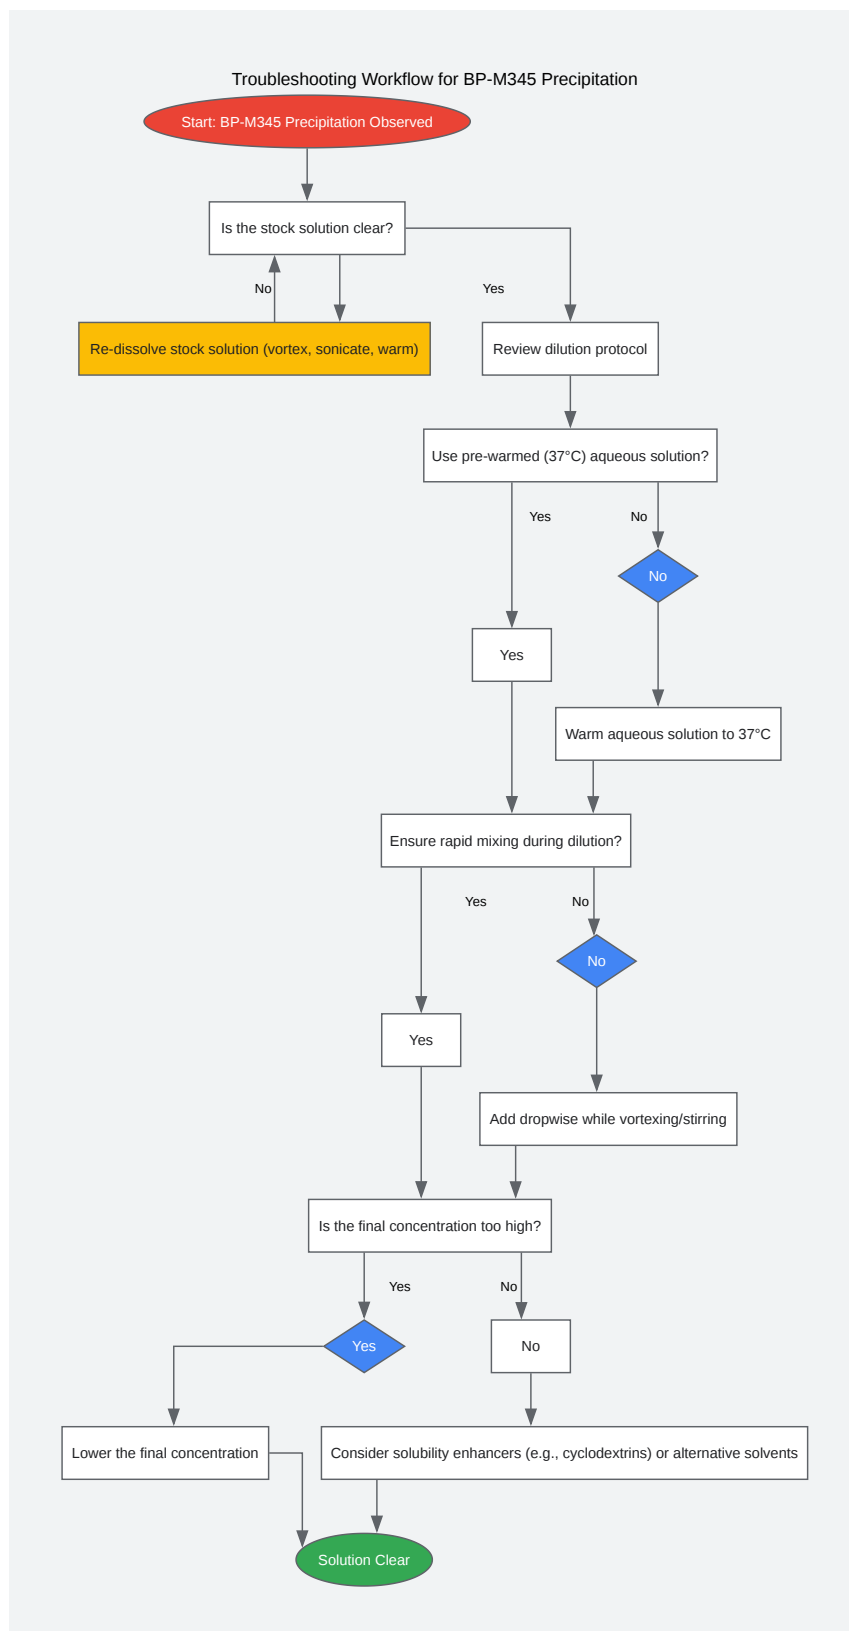 Troubleshooting Workflow for BP-M345 Precipitation
Start: BP-M345 Precipitation Observed
Is the stock solution clear?
No
Yes
Re-dissolve stock solution (vortex, sonicate, warm)
Review dilution protocol
Use pre-warmed (37°C) aqueous solution?
Yes
No
No
Yes
Warm aqueous solution to 37°C
Ensure rapid mixing during dilution?
Yes
No
No
Yes
Add dropwise while vortexing/stirring
Is the final concentration too high?
Yes
No
Yes
No
Lower the final concentration
Consider solubility enhancers (e.g., cyclodextrins) or alternative solvents
Solution Clear